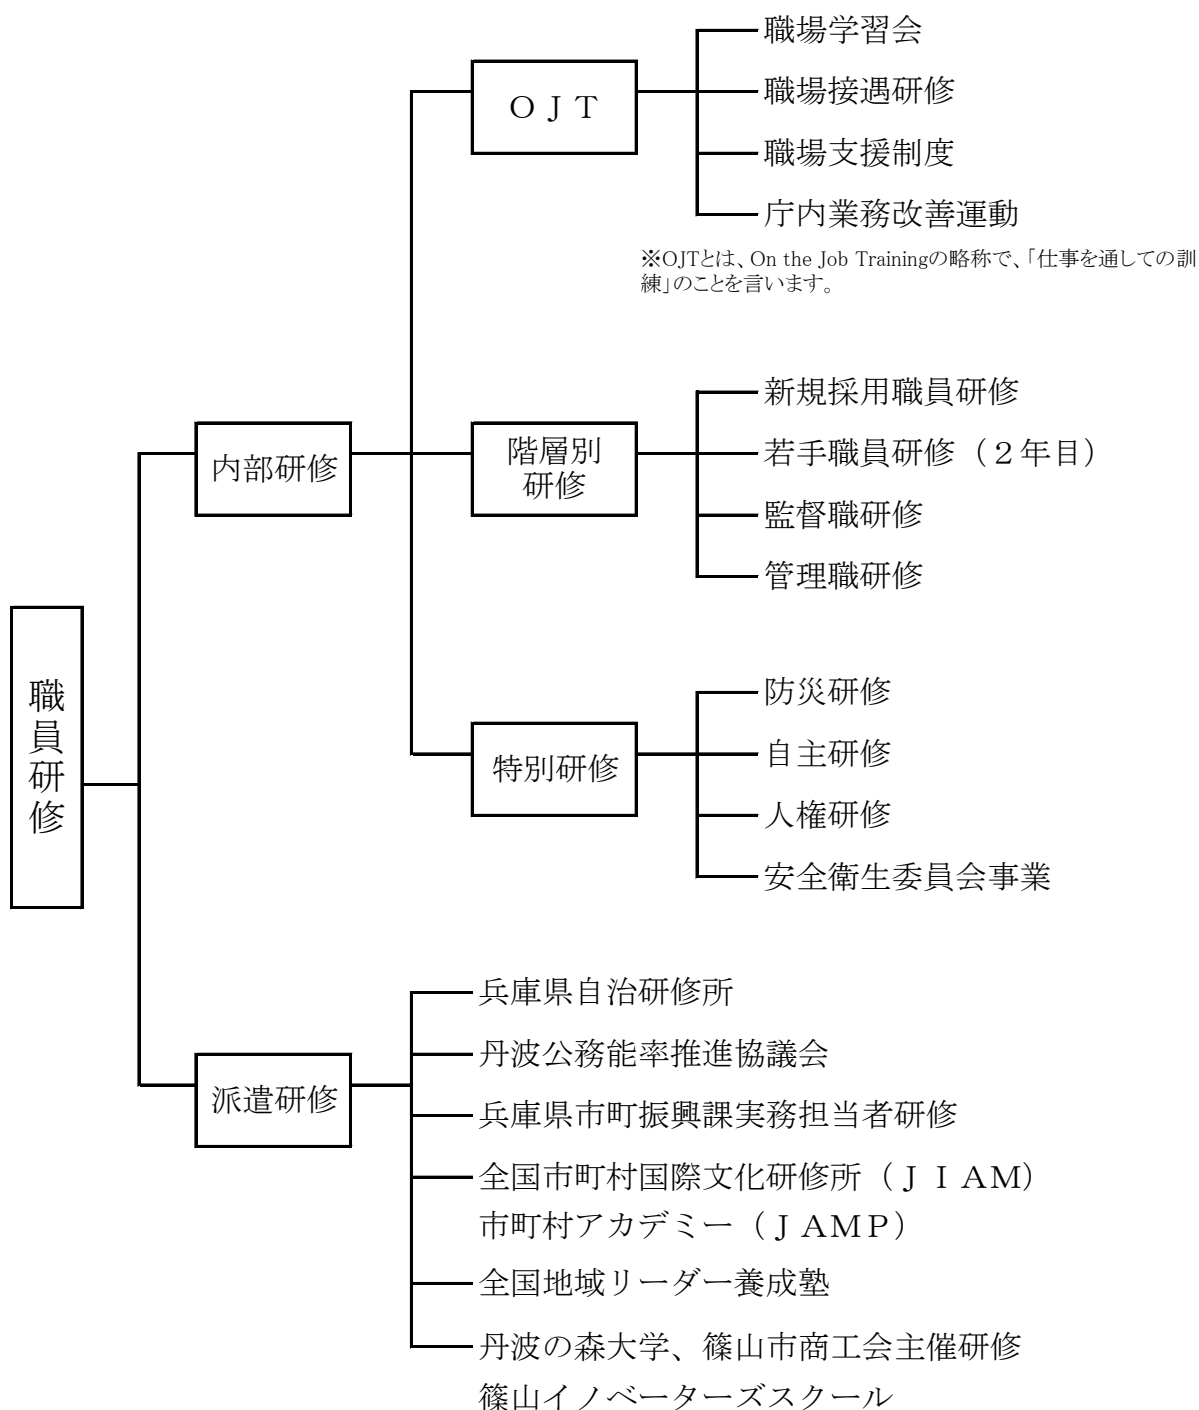 職場学習会
OJT
職場接遇研修
職場支援制度
庁内業務改善運動
※OJTとは、On the Job Trainingの略称で、「仕事を通しての訓
練」のことを言います。
新規採用職員研修
内部研修
階層別
研修
若手職員研修（２年目）
監督職研修
管理職研修
職員研修
防災研修
特別研修
自主研修
人権研修
安全衛生委員会事業
兵庫県自治研修所
丹波公務能率推進協議会
派遣研修
兵庫県市町振興課実務担当者研修
全国市町村国際文化研修所（ＪＩＡＭ）
市町村アカデミー（ＪＡＭＰ）
全国地域リーダー養成塾
丹波の森大学、篠山市商工会主催研修
篠山イノベーターズスクール